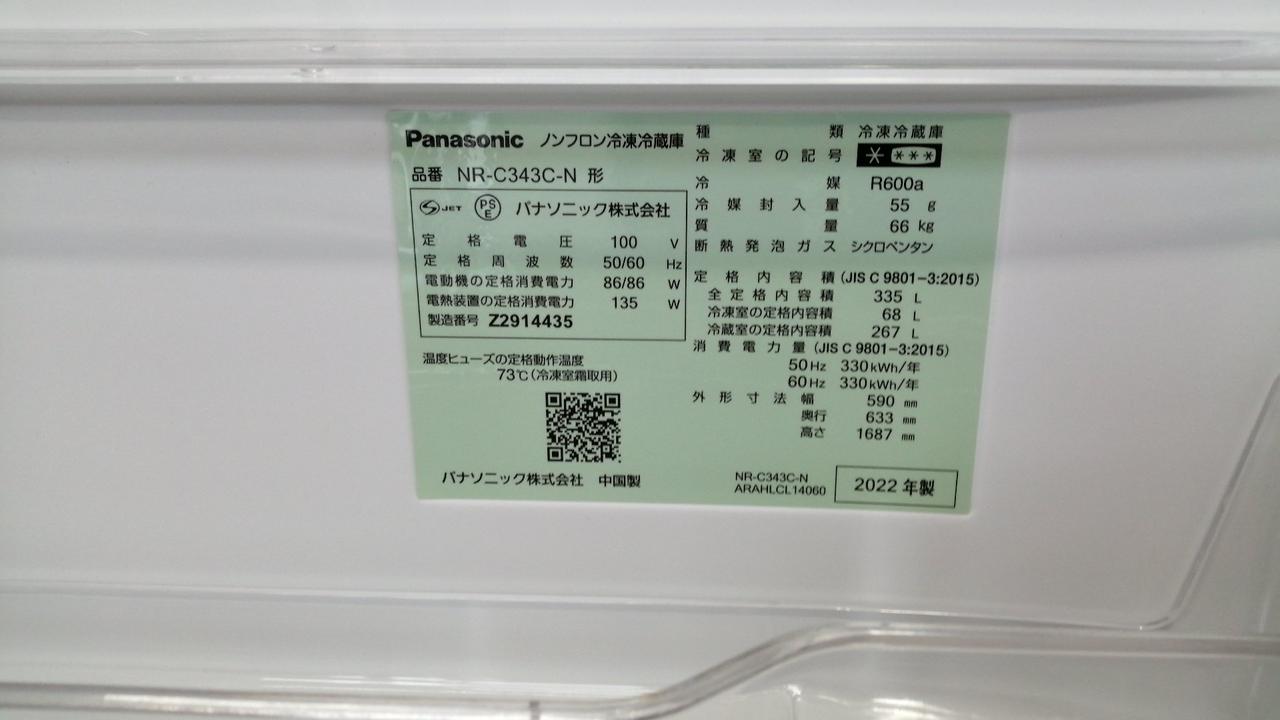 Panasonic ノンフロン冷凍冷蔵庫
品番 NR-C343C-N 形
JET PSE パナソニック株式会社
定格電圧 100 V
定格周波数 50/60 Hz
電動機の定格消費電力 86/86 W
電熱装置の定格消費電力 135 W
製造番号 Z2914435
温度ヒューズの定格動作温度
73℃(冷凍室霜取用)
パナソニック株式会社 中国製
種類 冷凍冷蔵庫
冷凍室の記号 * ***
冷媒 R600a
冷媒封入量 55 g
質量 66 kg
断熱発泡ガス シクロペンタン
定格内容積 (JIS C 9801-3:2015)
全定格内容積 335 L
冷凍室の定格内容積 68 L
冷蔵室の定格内容積 267 L
消費電力量 (JIS C 9801-3:2015)
50Hz 330kWh/年
60Hz 330kWh/年
外形寸法 幅 590 mm
奥行 633 mm
高さ 1687 mm
NR-C343C-N
ARAHLCL14060
2022 年製